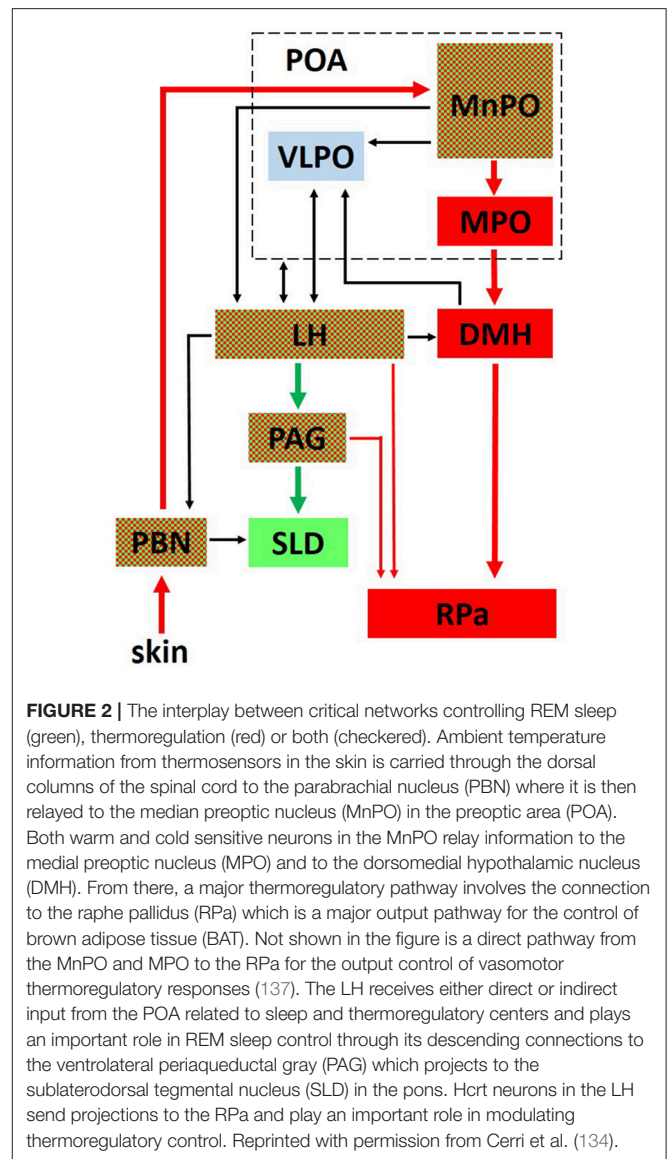 POA
MnPO
VLPO
MPO
LH
DMH
PAG
PBN
SLD
RPa
skin
FIGURE 2 | The interplay between critical networks controlling REM sleep
(green), thermoregulation (red) or both (checkered). Ambient temperature
information from thermosensors in the skin is carried through the dorsal
columns of the spinal cord to the parabrachial nucleus (PBN) where it is then
relayed to the median preoptic nucleus (MnPO) in the preoptic area (POA).
Both warm and cold sensitive neurons in the MnPO relay information to the
medial preoptic nucleus (MPO) and to the dorsomedial hypothalamic nucleus
(DMH). From there, a major thermoregulatory pathway involves the connection
to the raphe pallidus (RPa) which is a major output pathway for the control of
brown adipose tissue (BAT). Not shown in the figure is a direct pathway from
the MnPO and MPO to the RPa for the output control of vasomotor
thermoregulatory responses (137). The LH receives either direct or indirect
input from the POA related to sleep and thermoregulatory centers and plays
an important role in REM sleep control through its descending connections to
the ventrolateral periaqueductal gray (PAG) which projects to the
sublaterodorsal tegmental nucleus (SLD) in the pons. Hcrt neurons in the LH
send projections to the RPa and play an important role in modulating
thermoregulatory control. Reprinted with permission from Cerri et al. (134).